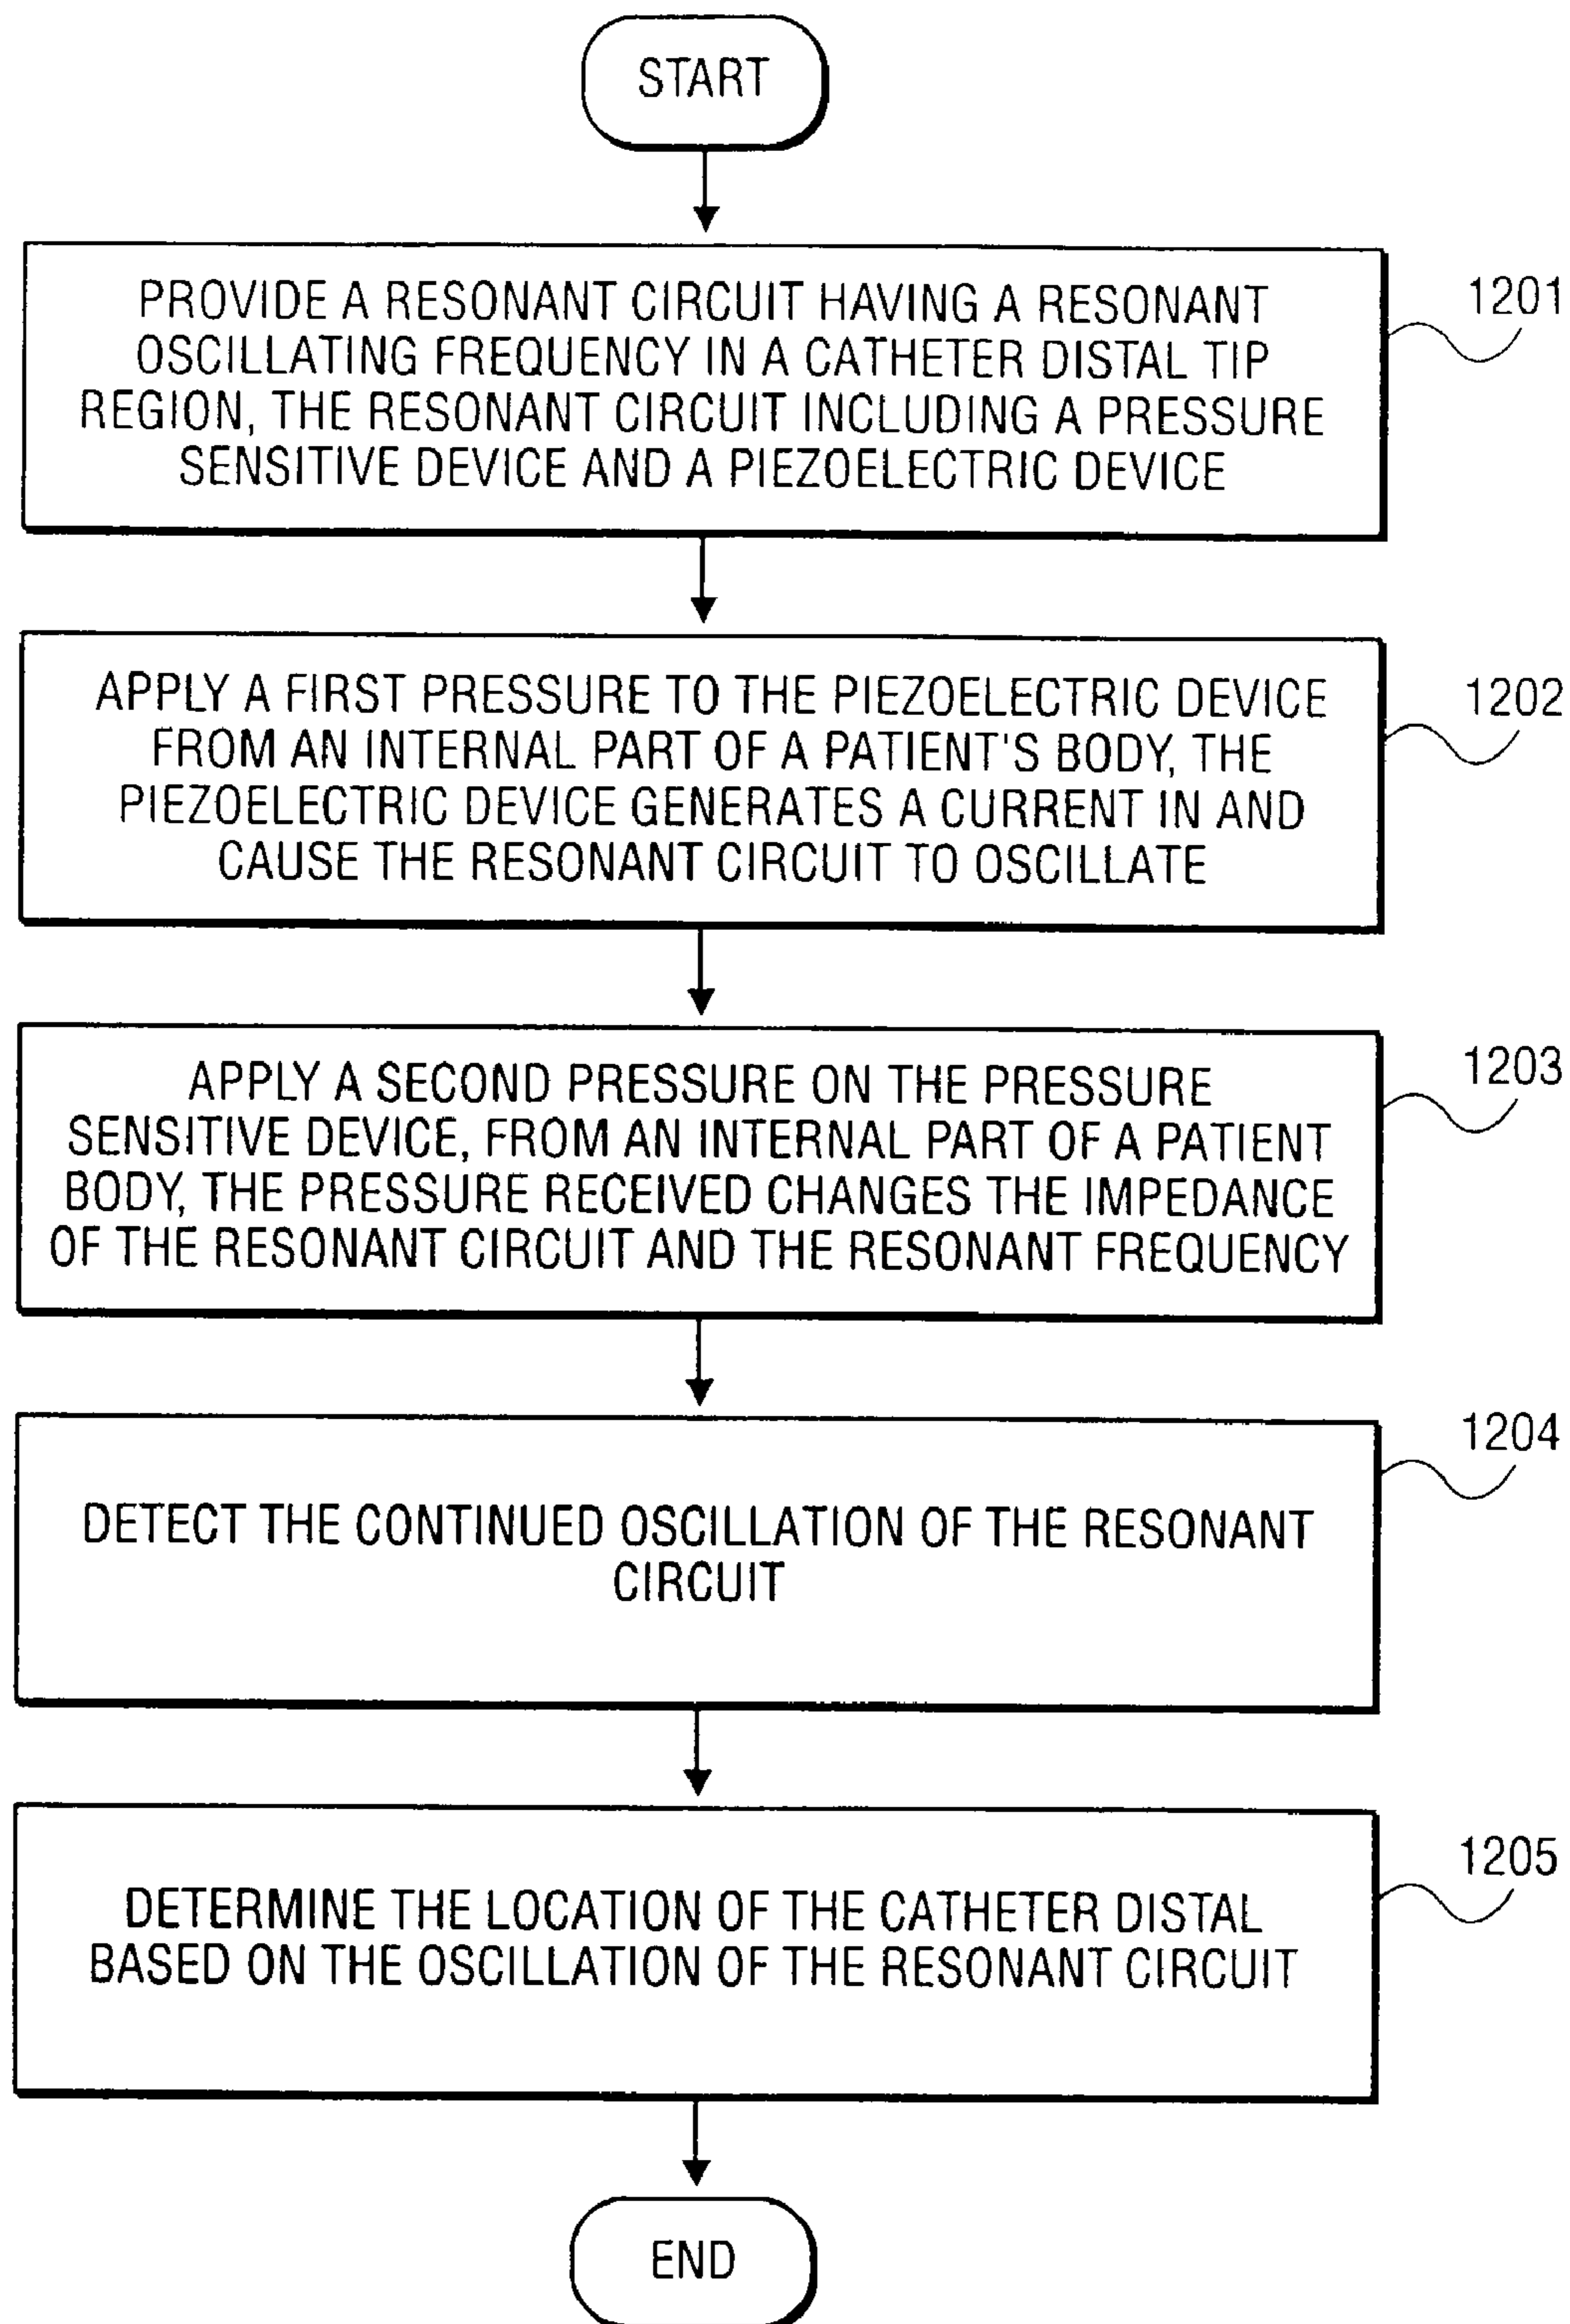 START
PROVIDE A RESONANT CIRCUIT HAVING A RESONANT
OSCILLATING FREQUENCY IN A CATHETER DISTAL TIP
REGION, THE RESONANT CIRCUIT INCLUDING A PRESSURE
SENSITIVE DEVICE AND A PIEZOELECTRIC DEVICE
1201
APPLY A FIRST PRESSURE TO THE PIEZOELECTRIC DEVICE
FROM AN INTERNAL PART OF A PATIENT'S BODY, THE
PIEZOELECTRIC DEVICE GENERATES A CURRENT IN AND
CAUSE THE RESONANT CIRCUIT TO OSCILLATE
1202
APPLY A SECOND PRESSURE ON THE PRESSURE
SENSITIVE DEVICE, FROM AN INTERNAL PART OF A PATIENT
BODY, THE PRESSURE RECEIVED CHANGES THE IMPEDANCE
OF THE RESONANT CIRCUIT AND THE RESONANT FREQUENCY
1203
DETECT THE CONTINUED OSCILLATION OF THE RESONANT
CIRCUIT
1204
DETERMINE THE LOCATION OF THE CATHETER DISTAL
BASED ON THE OSCILLATION OF THE RESONANT CIRCUIT
1205
END